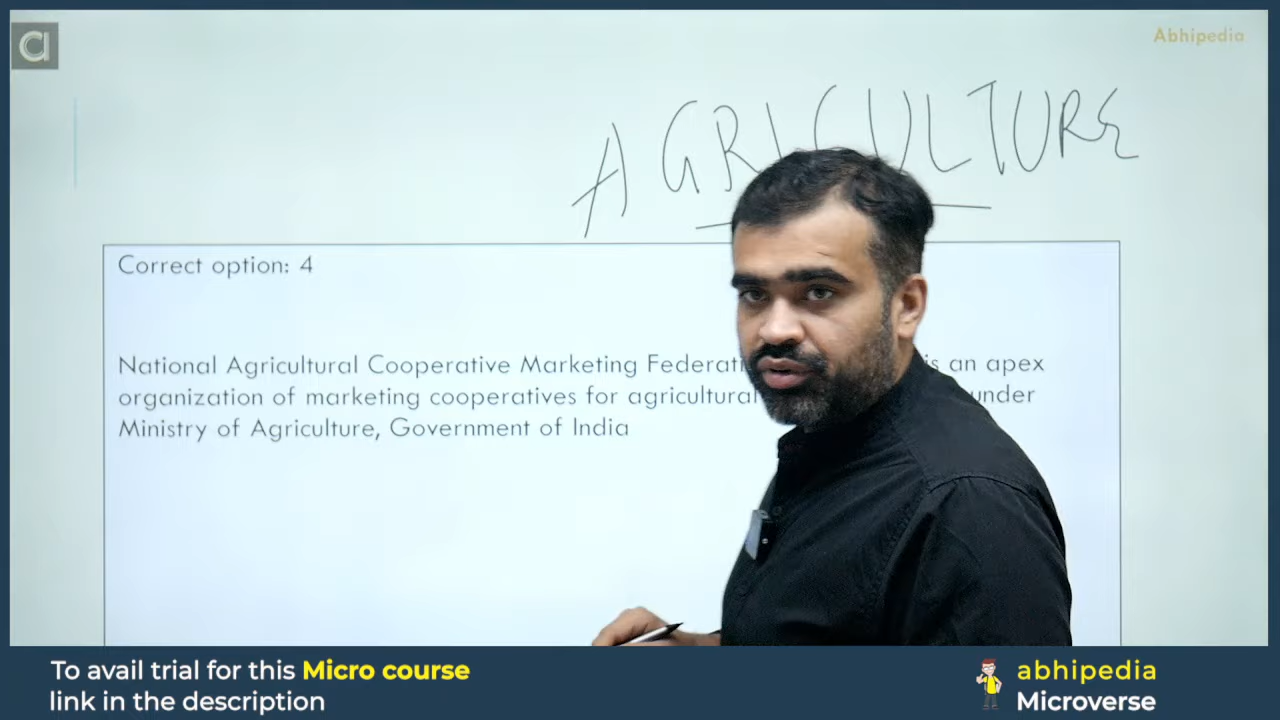 a
Abhipedia
AGRICULTURE
Correct option: 4
National Agricultural Cooperative Marketing is an apex
organization of marketing cooperatives for agricultural under
Ministry of Agriculture, Government of India
To avail trial for this Micro course
link in the description
abhipedia
Microverse